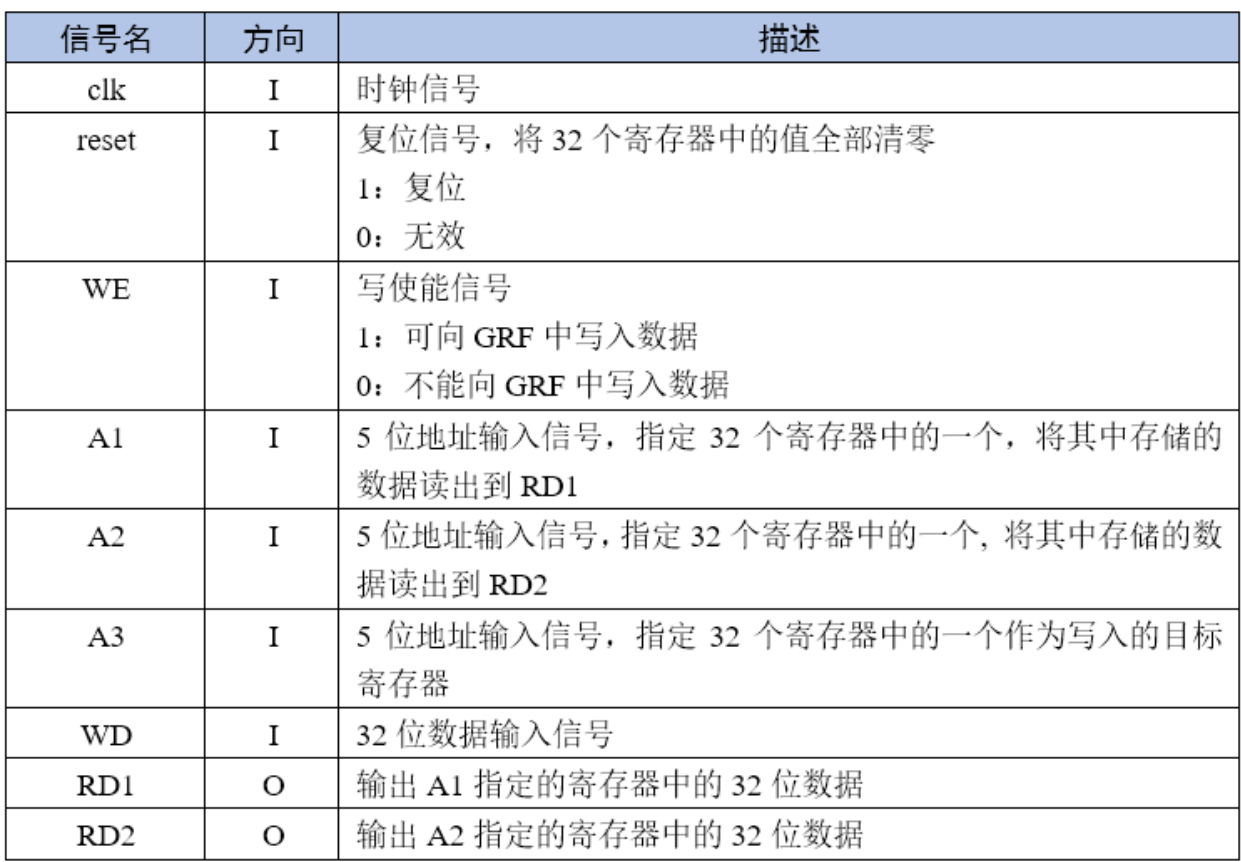 信号名 方向 描述
clk I 时钟信号
reset I 复位信号，将 32 个寄存器中的值全部清零
1：复位
0：无效
WE I 写使能信号
1：可向 GRF 中写入数据
0：不能向 GRF 中写入数据
A1 I 5 位地址输入信号，指定 32 个寄存器中的一个，将其中存储的
数据读出到 RD1
A2 I 5 位地址输入信号，指定 32 个寄存器中的一个, 将其中存储的数
据读出到 RD2
A3 I 5 位地址输入信号，指定 32 个寄存器中的一个作为写入的目标
寄存器
WD I 32 位数据输入信号
RD1 O 输出 A1 指定的寄存器中的 32 位数据
RD2 O 输出 A2 指定的寄存器中的 32 位数据